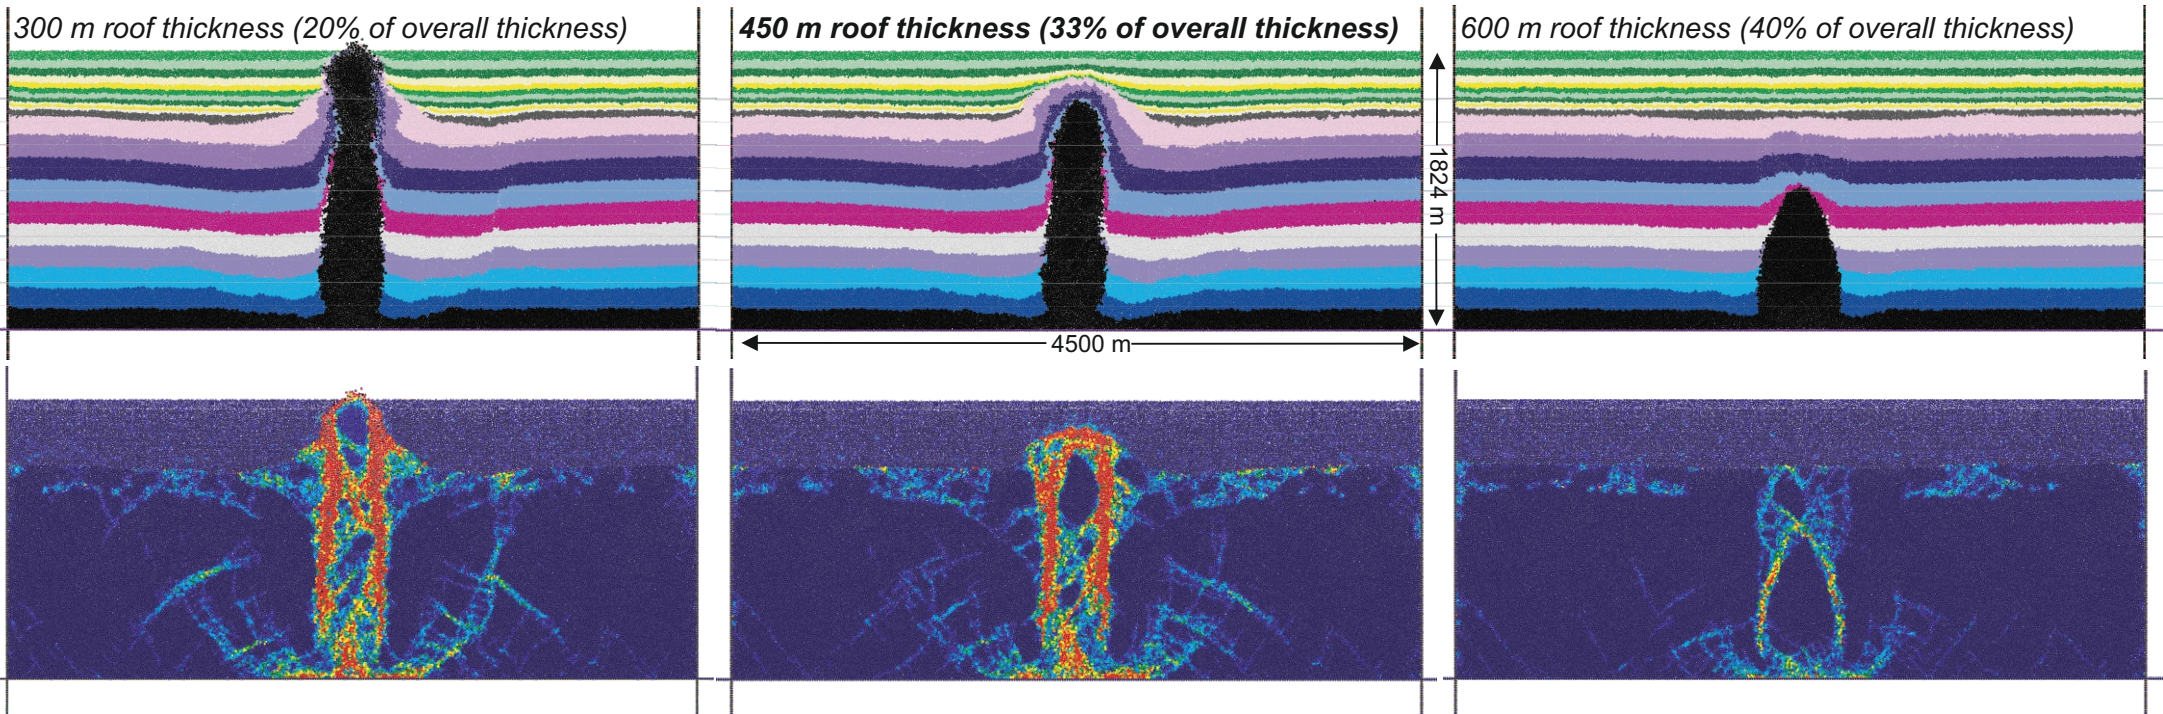 300 m roof thickness (20% of overall thickness)
450 m roof thickness (33% of overall thickness)
600 m roof thickness (40% of overall thickness)
1824 m
4500 m